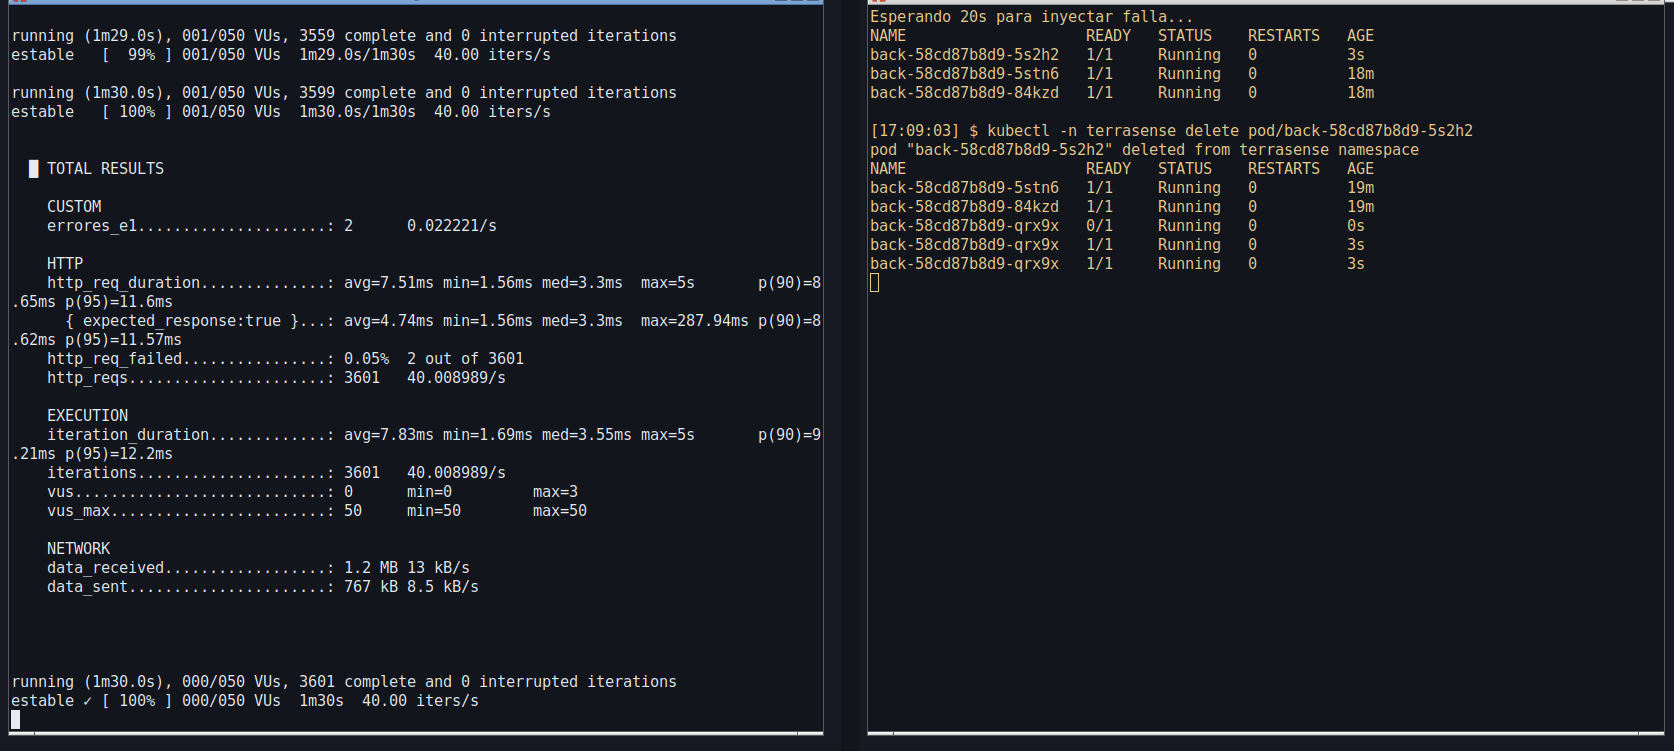 running (1m29.0s), 001/050 VUs, 3559 complete and 0 interrupted iterations
estable   [  99% ] 001/050 VUs  1m29.0s/1m30s  40.00 iters/s

running (1m30.0s), 001/050 VUs, 3599 complete and 0 interrupted iterations
estable   [ 100% ] 001/050 VUs  1m30.0s/1m30s  40.00 iters/s

  █ TOTAL RESULTS

    CUSTOM
    errores_e1.....................: 2      0.022221/s

    HTTP
    http_req_duration..............: avg=7.51ms min=1.56ms med=3.3ms  max=5s       p(90)=8
.65ms p(95)=11.6ms
      { expected_response:true }...: avg=4.74ms min=1.56ms med=3.3ms  max=287.94ms p(90)=8
.62ms p(95)=11.57ms
    http_req_failed................: 0.05%  2 out of 3601
    http_reqs......................: 3601   40.008989/s

    EXECUTION
    iteration_duration.............: avg=7.83ms min=1.69ms med=3.55ms max=5s       p(90)=9
.21ms p(95)=12.2ms
    iterations.....................: 3601   40.008989/s
    vus............................: 0      min=0         max=3
    vus_max........................: 50     min=50        max=50

    NETWORK
    data_received..................: 1.2 MB 13 kB/s
    data_sent......................: 767 kB 8.5 kB/s

running (1m30.0s), 000/050 VUs, 3601 complete and 0 interrupted iterations
estable ✓ [ 100% ] 000/050 VUs  1m30s  40.00 iters/s

Esperando 20s para inyectar falla...
NAME                    READY   STATUS    RESTARTS   AGE
back-58cd87b8d9-5s2h2   1/1     Running   0          3s
back-58cd87b8d9-5stn6   1/1     Running   0          18m
back-58cd87b8d9-84kzd   1/1     Running   0          18m

[17:09:03] $ kubectl -n terrasense delete pod/back-58cd87b8d9-5s2h2
pod "back-58cd87b8d9-5s2h2" deleted from terrasense namespace
NAME                    READY   STATUS    RESTARTS   AGE
back-58cd87b8d9-5stn6   1/1     Running   0          19m
back-58cd87b8d9-84kzd   1/1     Running   0          19m
back-58cd87b8d9-qrx9x   0/1     Running   0          0s
back-58cd87b8d9-qrx9x   1/1     Running   0          3s
back-58cd87b8d9-qrx9x   1/1     Running   0          3s